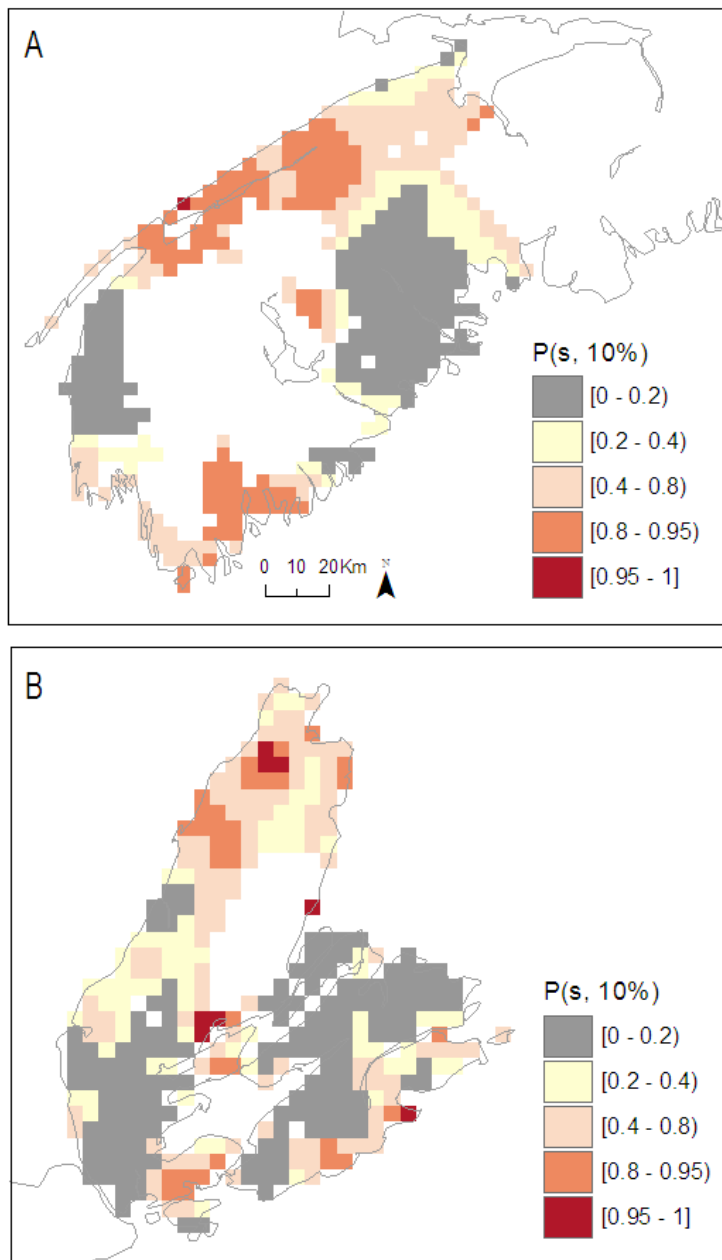 A
P(s, 10%)
[0 - 0.2)
[0.2 - 0.4)
[0.4 - 0.8)
[0.8 - 0.95)
[0.95 - 1]
0 10 20Km
N
B
P(s, 10%)
[0 - 0.2)
[0.2 - 0.4)
[0.4 - 0.8)
[0.8 - 0.95)
[0.95 - 1]